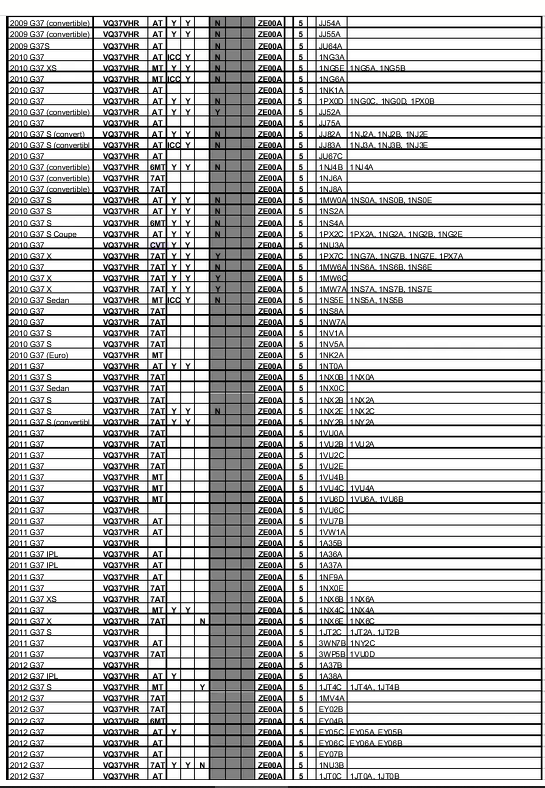 2009 G37 (convertible) VQ37VHR AT Y Y N ZE00A 5 JJ54A
2009 G37 (convertible) VQ37VHR AT Y Y N ZE00A 5 JJ55A
2009 G37S VQ37VHR AT N ZE00A 5 JU64A
2010 G37 VQ37VHR AT ICC Y N ZE00A 5 1NG3A
2010 G37 XS VQ37VHR MT Y Y N ZE00A 5 1NG5E 1NG5A, 1NG5B
2010 G37 VQ37VHR MT ICC Y N ZE00A 5 1NG6A
2010 G37 VQ37VHR AT ZE00A 5 1NK1A
2010 G37 VQ37VHR AT Y Y N ZE00A 5 1PX0D 1NG0C, 1NG0D, 1PX0B
2010 G37 (convertible) VQ37VHR AT Y Y Y ZE00A 5 JJ52A
2010 G37 VQ37VHR AT ZE00A 5 JJ75A
2010 G37 S (convert) VQ37VHR AT Y Y N ZE00A 5 JJ82A 1NJ2A, 1NJ2B, 1NJ2E
2010 G37 S (convertibl VQ37VHR AT ICC Y N ZE00A 5 JJ83A 1NJ3A, 1NJ3B, 1NJ3E
2010 G37 VQ37VHR AT ZE00A 5 JU67C
2010 G37 (convertible) VQ37VHR 6MT Y Y N ZE00A 5 1NJ4B 1NJ4A
2010 G37 (convertible) VQ37VHR 7AT ZE00A 5 1NJ6A
2010 G37 (convertible) VQ37VHR 7AT ZE00A 5 1NJ8A
2010 G37 S VQ37VHR AT Y Y N ZE00A 5 1MW0A 1NS0A, 1NS0B, 1NS0E
2010 G37 S VQ37VHR AT Y Y N ZE00A 5 1NS2A
2010 G37 S VQ37VHR 6MT Y Y N ZE00A 5 1NS4A
2010 G37 S Coupe VQ37VHR AT Y Y N ZE00A 5 1PX2C 1PX2A, 1NG2A, 1NG2B, 1NG2E
2010 G37 VQ37VHR CVT Y Y ZE00A 5 1NU3A
2010 G37 X VQ37VHR 7AT Y Y Y ZE00A 5 1PX7C 1NG7A, 1NG7B, 1NG7E, 1PX7A
2010 G37 X VQ37VHR 7AT Y Y N ZE00A 5 1MW6A 1NS6A, 1NS6B, 1NS6E
2010 G37 X VQ37VHR 7AT Y Y Y ZE00A 5 1MW6C
2010 G37 X VQ37VHR 7AT Y Y Y ZE00A 5 1MW7A 1NS7A, 1NS7B, 1NS7E
2010 G37 Sedan VQ37VHR MT ICC Y N ZE00A 5 1NS5E 1NS5A, 1NS5B
2010 G37 VQ37VHR 7AT ZE00A 5 1NS8A
2010 G37 VQ37VHR 7AT ZE00A 5 1NW7A
2010 G37 S VQ37VHR 7AT ZE00A 5 1NV1A
2010 G37 S VQ37VHR 7AT ZE00A 5 1NV5A
2010 G37 (Euro) VQ37VHR MT ZE00A 5 1NK2A
2011 G37 VQ37VHR AT Y Y ZE00A 5 1NT0A
2011 G37 S VQ37VHR 7AT ZE00A 5 1NX0B 1NX0A
2011 G37 Sedan VQ37VHR 7AT ZE00A 5 1NX0C
2011 G37 S VQ37VHR 7AT ZE00A 5 1NX2B 1NX2A
2011 G37 S VQ37VHR 7AT Y Y N ZE00A 5 1NX2E 1NX2C
2011 G37 S (convertibl VQ37VHR 7AT Y Y ZE00A 5 1NY2B 1NY2A
2011 G37 VQ37VHR 7AT ZE00A 5 1VU0A
2011 G37 VQ37VHR 7AT ZE00A 5 1VU2B 1VU2A
2011 G37 VQ37VHR 7AT ZE00A 5 1VU2C
2011 G37 VQ37VHR 7AT ZE00A 5 1VU2E
2011 G37 VQ37VHR MT ZE00A 5 1VU4B
2011 G37 VQ37VHR MT ZE00A 5 1VU4C 1VU4A
2011 G37 VQ37VHR MT ZE00A 5 1VU6D 1VU6A, 1VU6B
2011 G37 VQ37VHR ZE00A 5 1VU6C
2011 G37 VQ37VHR AT ZE00A 5 1VU7B
2011 G37 VQ37VHR AT ZE00A 5 1VW1A
2011 G37 VQ37VHR ZE00A 5 1A35B
2011 G37 IPL VQ37VHR AT ZE00A 5 1A36A
2011 G37 IPL VQ37VHR AT ZE00A 5 1A37A
2011 G37 VQ37VHR AT ZE00A 5 1NF9A
2011 G37 VQ37VHR 7AT ZE00A 5 1NX0E
2011 G37 XS VQ37VHR 7AT ZE00A 5 1NX6B 1NX6A
2011 G37 VQ37VHR MT Y Y ZE00A 5 1NX4C 1NX4A
2011 G37 X VQ37VHR 7AT N ZE00A 5 1NX6E 1NX6C
2011 G37 S VQ37VHR ZE00A 5 1JT2C 1JT2A, 1JT2B
2011 G37 VQ37VHR AT ZE00A 5 3WN7B 1NY2C
2011 G37 VQ37VHR 7AT ZE00A 5 3WP5B 1VU0D
2012 G37 VQ37VHR ZE00A 5 1A37B
2012 G37 IPL VQ37VHR AT Y ZE00A 5 1A38A
2012 G37 S VQ37VHR MT Y ZE00A 5 1JT4C 1JT4A, 1JT4B
2012 G37 VQ37VHR 7AT ZE00A 5 1MV4A
2012 G37 VQ37VHR 7AT ZE00A 5 EY02B
2012 G37 VQ37VHR 6MT ZE00A 5 EY04B
2012 G37 VQ37VHR AT Y ZE00A 5 EY05C EY05A, EY05B
2012 G37 VQ37VHR AT ZE00A 5 EY06C EY06A, EY06B
2012 G37 VQ37VHR AT ZE00A 5 EY07B
2012 G37 VQ37VHR 7AT Y Y N ZE00A 5 1NU3B
2012 G37 VQ37VHR AT ZE00A 5 1JT0C 1JT0A, 1JT0B